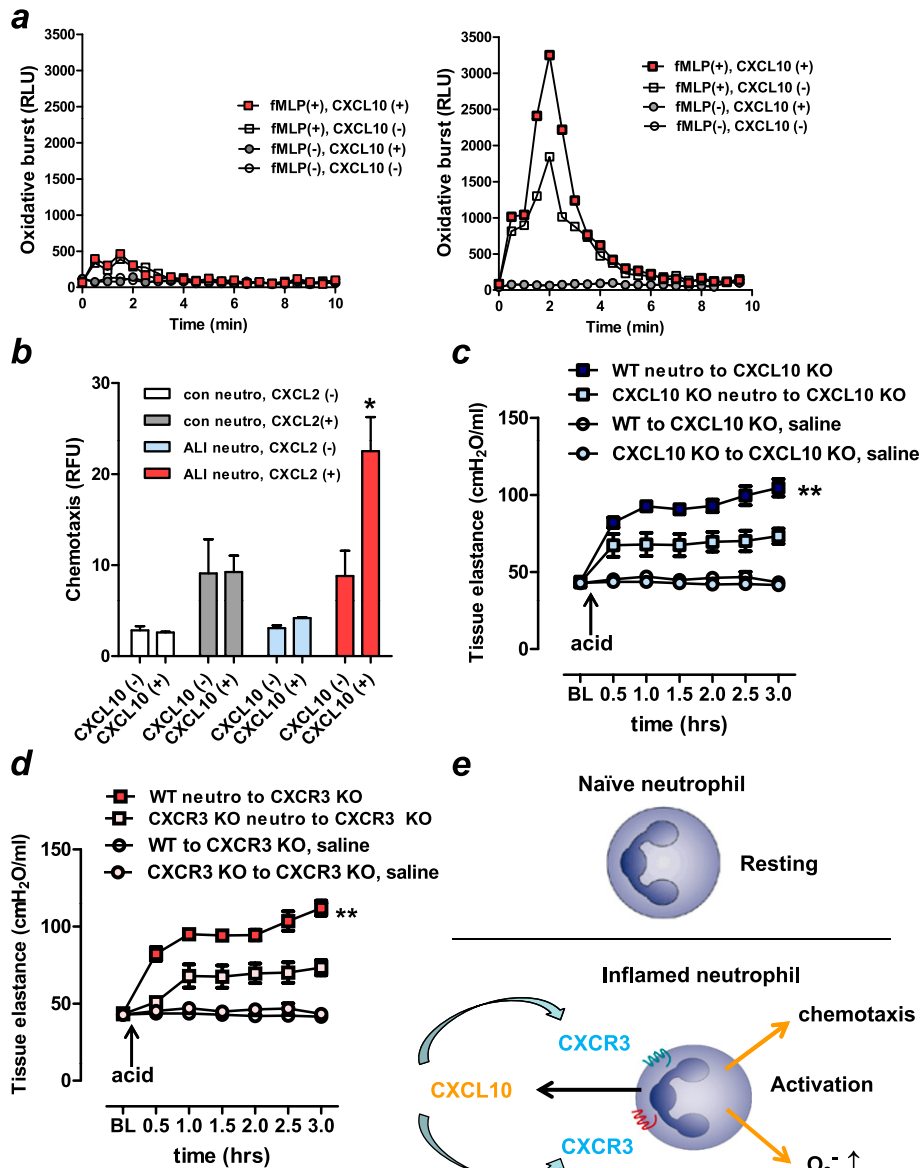 a
3500
3000
2500
2000
1500
1000
500
0
Oxidative burst (RLU)
fMLP(+), CXCL10 (+)
fMLP(+), CXCL10 (-)
fMLP(-), CXCL10 (+)
fMLP(-), CXCL10 (-)
0 2 4 6 8 10
Time (min)
3500
3000
2500
2000
1500
1000
500
0
Oxidative burst (RLU)
fMLP(+), CXCL10 (+)
fMLP(+), CXCL10 (-)
fMLP(-), CXCL10 (+)
fMLP(-), CXCL10 (-)
0 2 4 6 8 10
Time (min)
b
30
20
10
0
Chemotaxis (RFU)
con neutro, CXCL2 (-)
con neutro, CXCL2(+)
ALI neutro, CXCL2 (-)
ALI neutro, CXCL2 (+)
*
CXCL10 (-)
CXCL10 (+)
CXCL10 (-)
CXCL10 (+)
CXCL10 (-)
CXCL10 (+)
CXCL10 (-)
CXCL10 (+)
c
WT neutro to CXCL10 KO
CXCL10 KO neutro to CXCL10 KO
WT to CXCL10 KO, saline
CXCL10 KO to CXCL10 KO, saline
150
100
50
0
Tissue elastance (cmH2O/ml)
**
acid
BL 0.5 1.0 1.5 2.0 2.5 3.0
time (hrs)
d
WT neutro to CXCR3 KO
CXCR3 KO neutro to CXCR3 KO
WT to CXCR3 KO, saline
CXCR3 KO to CXCR3 KO, saline
150
100
50
0
Tissue elastance (cmH2O/ml)
**
acid
BL 0.5 1.0 1.5 2.0 2.5 3.0
time (hrs)
e
Naïve neutrophil
Resting
Inflamed neutrophil
chemotaxis
CXCR3
CXCL10
Activation
CXCR3
O2- ↑